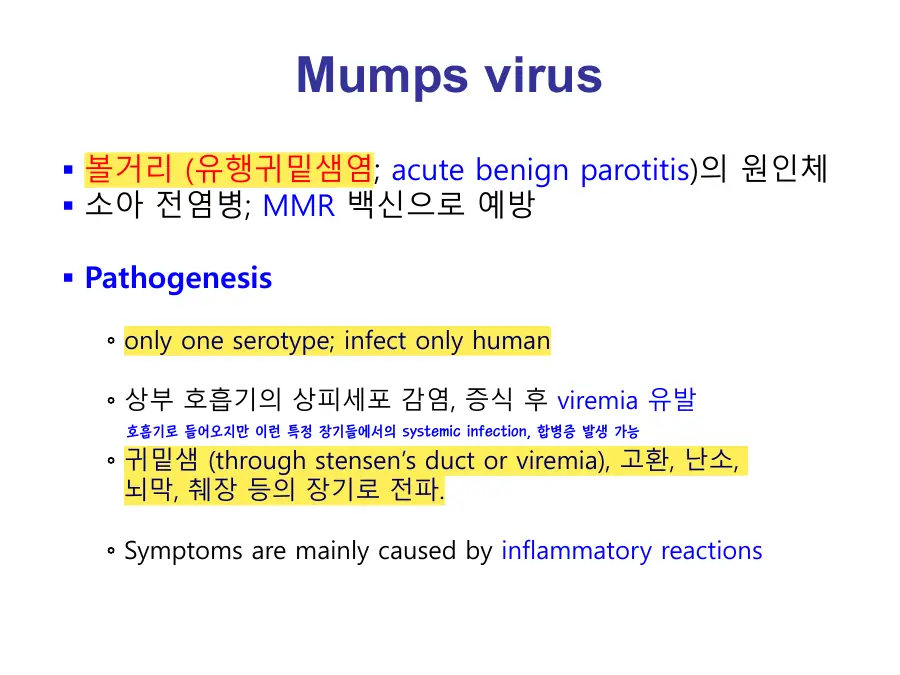 Mumps virus
▪ 볼거리 (유행귀밑샘염; acute benign parotitis)의 원인체
▪ 소아 전염병; MMR 백신으로 예방
▪ Pathogenesis
∘ only one serotype; infect only human
∘ 상부 호흡기의 상피세포 감염, 증식 후 viremia 유발
호흡기로 들어오지만 이런 특정 장기들에서의 systemic infection, 합병증 발생 가능
∘ 귀밑샘 (through stensen’s duct or viremia), 고환, 난소,
뇌막, 췌장 등의 장기로 전파.
∘ Symptoms are mainly caused by inflammatory reactions